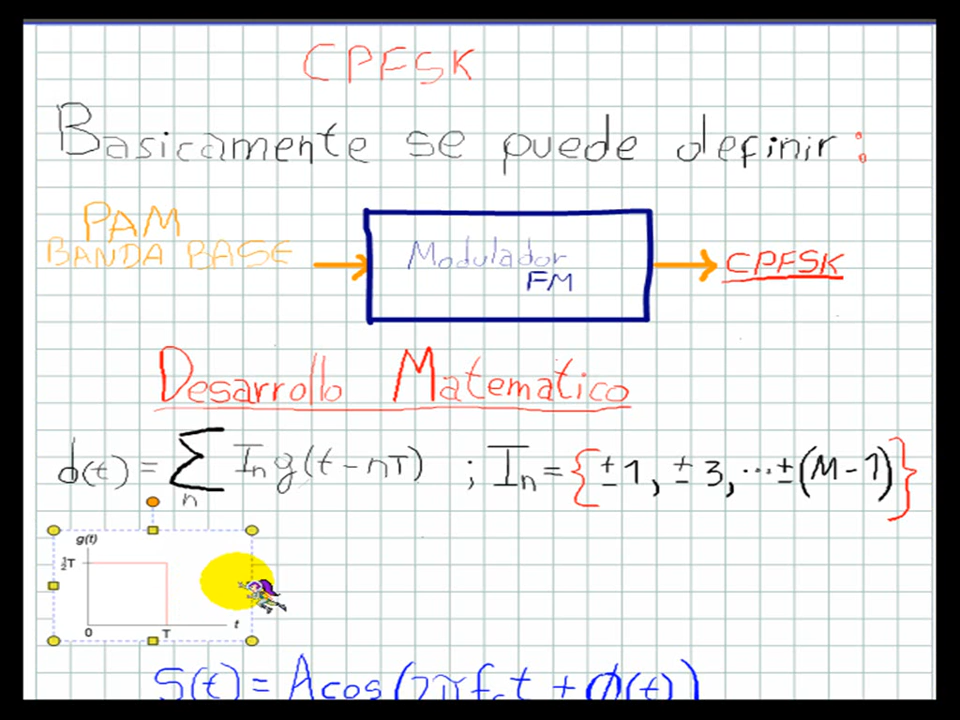 CPFSK
Basicamente se puede definir:
PAM
BANDA BASE
Modulador
FM
CPFSK
Desarrollo Matematico
d(t) = ∑ Iₙ g(t-nT) ; Iₙ = {±1, ±3, ...±(M-1)}
n
g(t)
½T
0 T t
S(t) = Acos(2πf꜀t + ϕ(t))